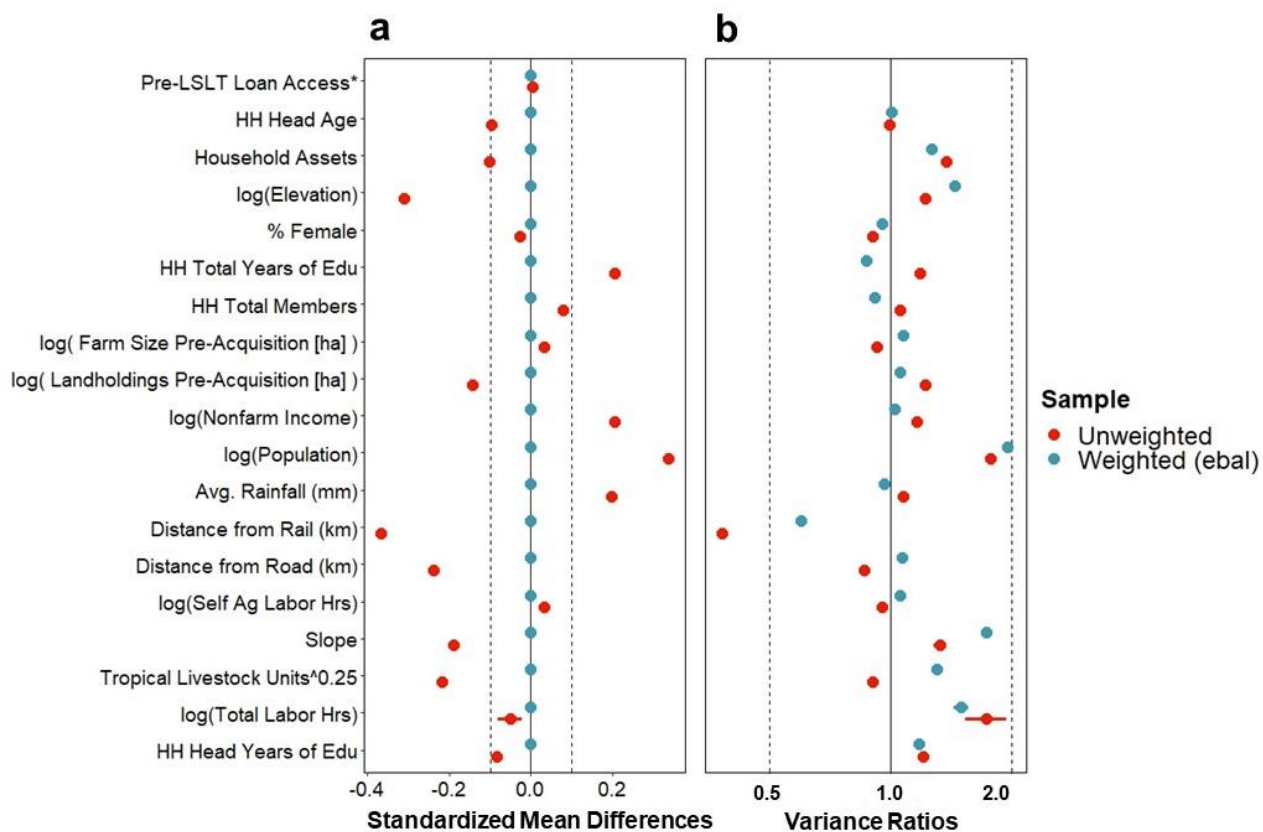 a
b
Pre-LSLT Loan Access*
HH Head Age
Household Assets
log(Elevation)
% Female
HH Total Years of Edu
HH Total Members
log( Farm Size Pre-Acquisition [ha] )
log( Landholdings Pre-Acquisition [ha] )
log(Nonfarm Income)
log(Population)
Avg. Rainfall (mm)
Distance from Rail (km)
Distance from Road (km)
log(Self Ag Labor Hrs)
Slope
Tropical Livestock Units^0.25
log(Total Labor Hrs)
HH Head Years of Edu
-0.4 -0.2 0.0 0.2
Standardized Mean Differences
0.5 1.0 2.0
Variance Ratios
Sample
Unweighted
Weighted (ebal)